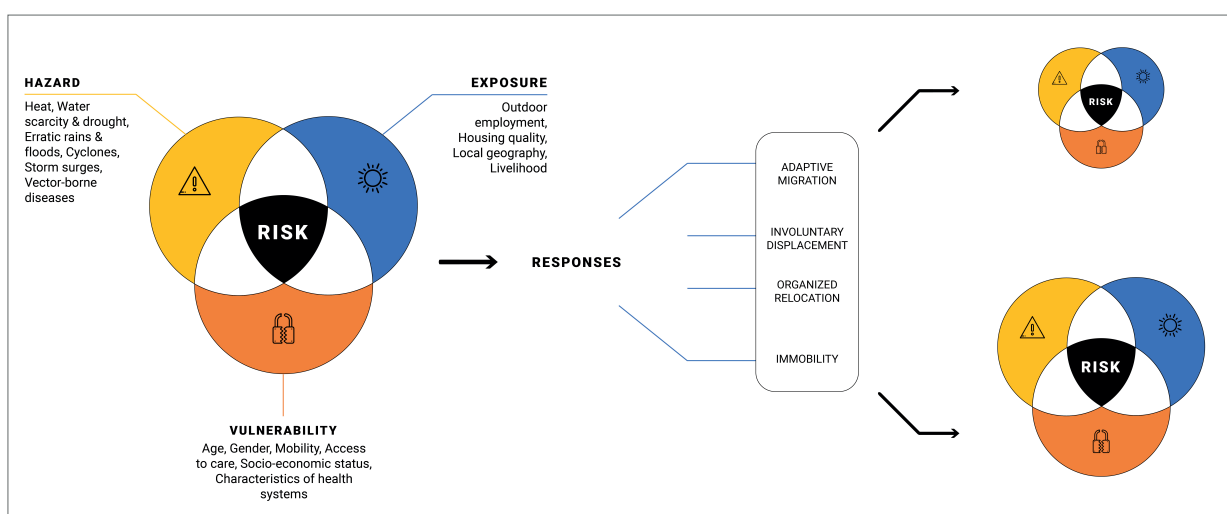 HAZARD
Heat, Water
scarcity & drought,
Erratic rains &
floods, Cyclones,
Storm surges,
Vector-borne
diseases
EXPOSURE
Outdoor
employment,
Housing quality,
Local geography,
Livelihood
RISK
VULNERABILITY
Age, Gender, Mobility, Access
to care, Socio-economic status,
Characteristics of health
systems
RESPONSES
ADAPTIVE
MIGRATION
INVOLUNTARY
DISPLACEMENT
ORGANIZED
RELOCATION
IMMOBILITY
RISK
RISK